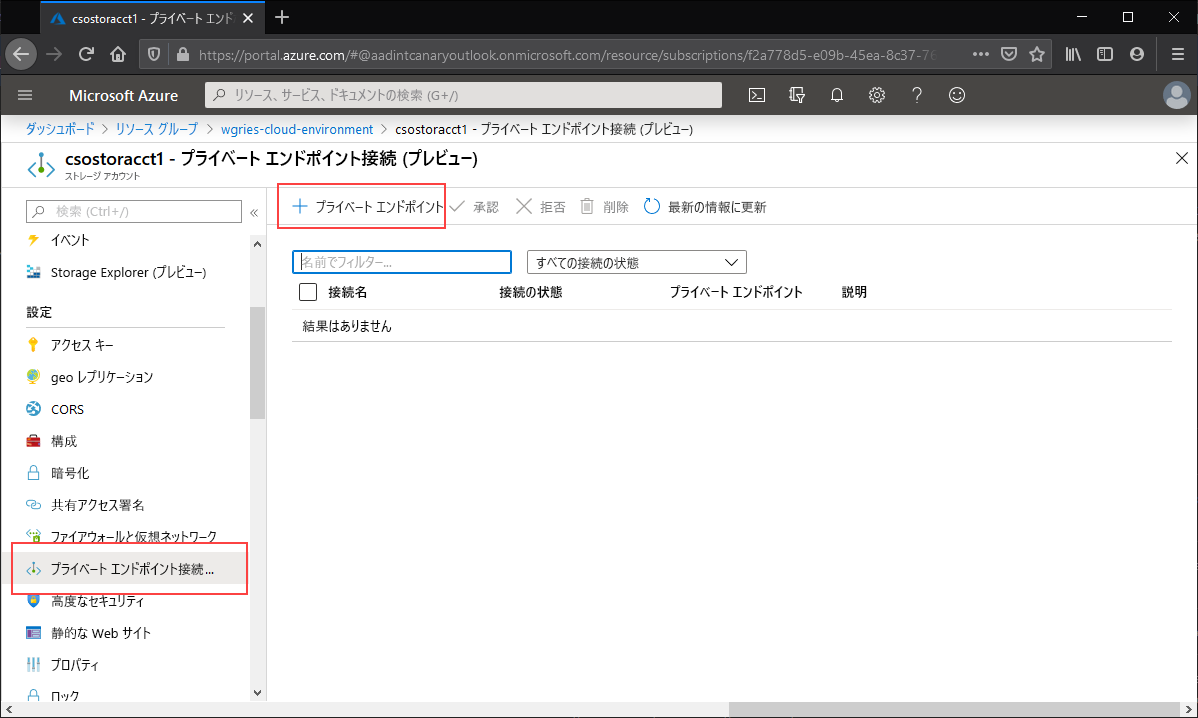 csostoracct1 - プライベート エンド
https://portal.azure.com/#@aadintcanaryoutlook.onmicrosoft.com/resource/subscriptions/f2a778d5-e09b-45ea-8c37-76
Microsoft Azure
リソース、サービス、ドキュメントの検索 (G+/)
ダッシュボード > リソース グループ > wgries-cloud-environment > csostoracct1 - プライベート エンドポイント接続 (プレビュー)
csostoracct1 - プライベート エンドポイント接続 (プレビュー)
ストレージ アカウント
検索 (Ctrl+/)
イベント
Storage Explorer (プレビュー)
設定
アクセス キー
geo レプリケーション
CORS
構成
暗号化
共有アクセス署名
ファイアウォールと仮想ネットワーク
プライベート エンドポイント接続...
高度なセキュリティ
静的な Web サイト
プロパティ
ロック
プライベート エンドポイント
承認
拒否
削除
最新の情報に更新
名前でフィルター...
すべての接続の状態
接続名 接続の状態 プライベート エンドポイント 説明
結果はありません